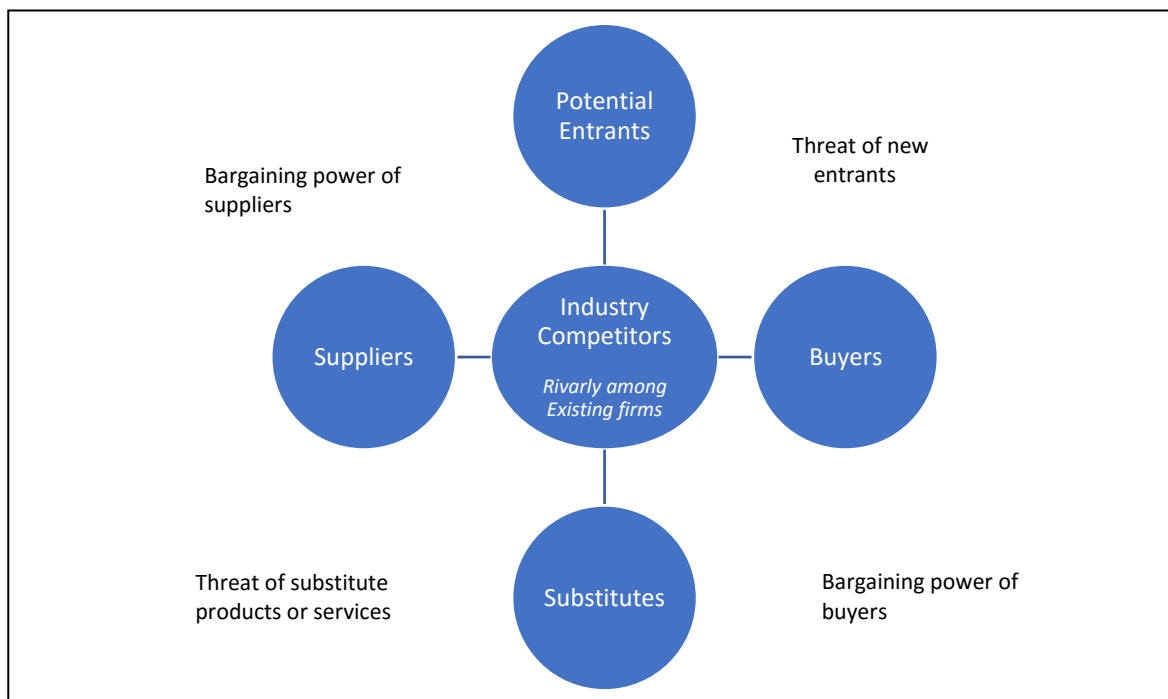 Potential
Entrants
Threat of new
entrants
Bargaining power of
suppliers
Industry
Competitors
Rivarly among
Existing firms
Suppliers
Buyers
Threat of substitute
products or services
Substitutes
Bargaining power of
buyers